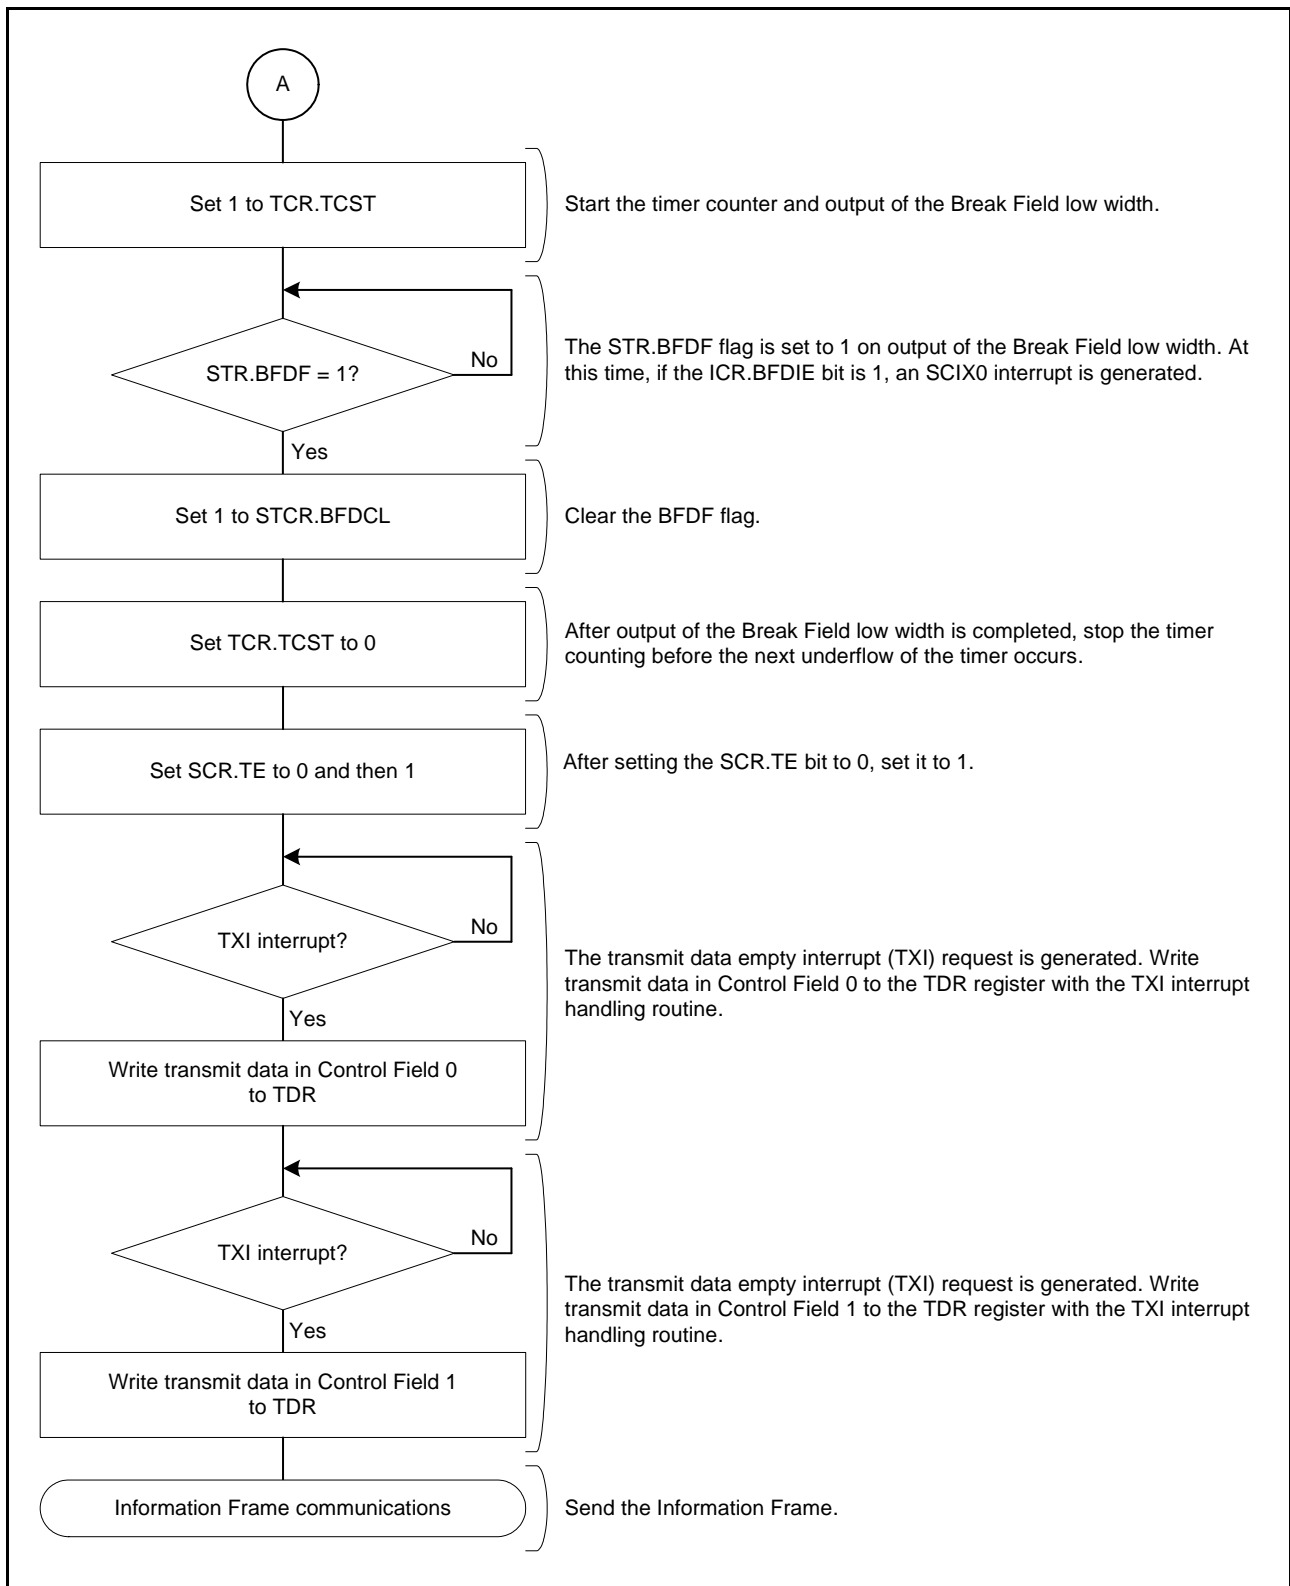 A
Set 1 to TCR.TCST
Start the timer counter and output of the Break Field low width.
STR.BFDF = 1?
No
The STR.BFDF flag is set to 1 on output of the Break Field low width. At
this time, if the ICR.BFDIE bit is 1, an SCIX0 interrupt is generated.
Yes
Set 1 to STCR.BFDCL
Clear the BFDF flag.
Set TCR.TCST to 0
After output of the Break Field low width is completed, stop the timer
counting before the next underflow of the timer occurs.
Set SCR.TE to 0 and then 1
After setting the SCR.TE bit to 0, set it to 1.
TXI interrupt?
No
Yes
The transmit data empty interrupt (TXI) request is generated. Write
transmit data in Control Field 0 to the TDR register with the TXI interrupt
handling routine.
Write transmit data in Control Field 0
to TDR
TXI interrupt?
No
Yes
The transmit data empty interrupt (TXI) request is generated. Write
transmit data in Control Field 1 to the TDR register with the TXI interrupt
handling routine.
Write transmit data in Control Field 1
to TDR
Information Frame communications
Send the Information Frame.